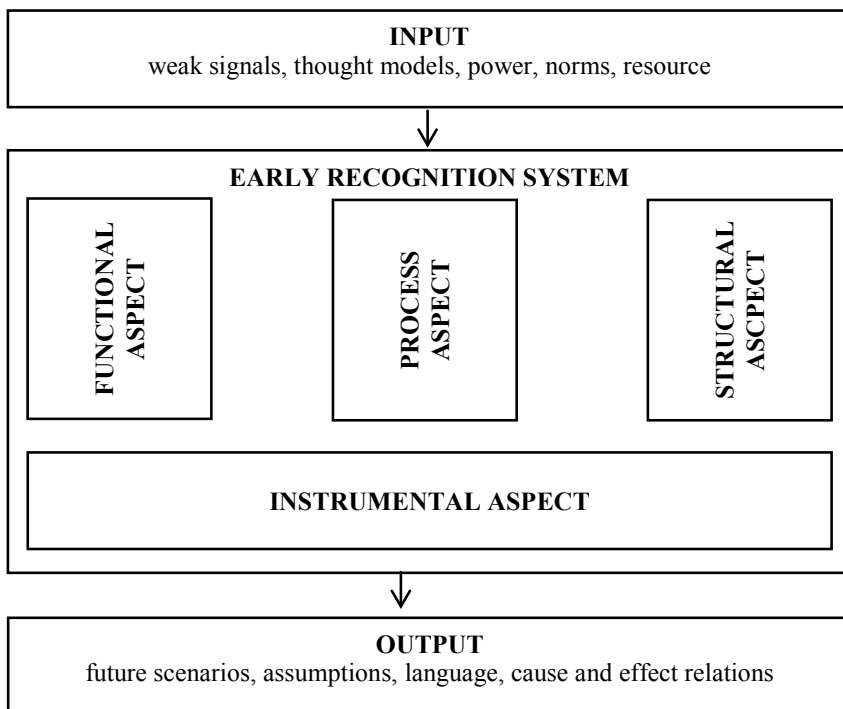 INPUT
weak signals, thought models, power, norms, resource
EARLY RECOGNITION SYSTEM
FUNCTIONAL
ASPECT
PROCESS
ASPECT
STRUCTURAL
ASCPECT
INSTRUMENTAL ASPECT
OUTPUT
future scenarios, assumptions, language, cause and effect relations